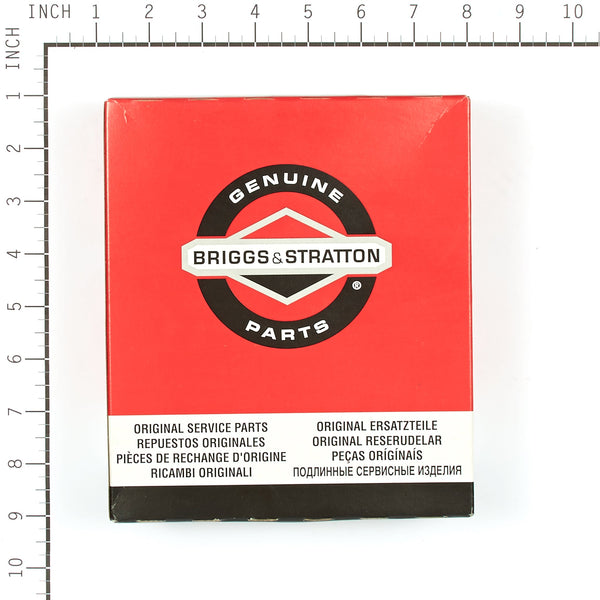 INCH 1 2 3 4 5 6 7 8 9 10
INCH
1
2
3
4
5
6
7
8
9
10
GENUINE
BRIGGS & STRATTON
®
PARTS
ORIGINAL SERVICE PARTS
REPUESTOS ORIGINALES
PIÈCES DE RECHANGE D'ORIGINE
RICAMBI ORIGINALI
ORIGINAL ERSATZTEILE
ORIGINAL RESERUDELAR
PEÇAS ORIGÍNAIS
ПОДЛИННЫЕ СЕРВИСНЫЕ ИЗДЕЛИЯ